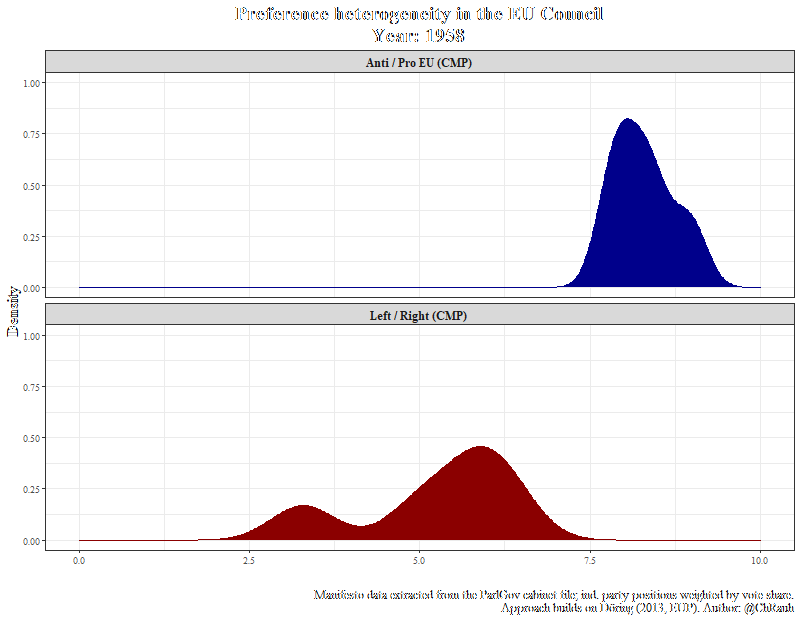 Preference heterogeneity in the EU Council
Year: 1958
Anti / Pro EU (CMP)
1.00
0.75
0.50
0.25
0.00
Density
Left / Right (CMP)
1.00
0.75
0.50
0.25
0.00
0.0 2.5 5.0 7.5 10.0
Manifesto data extracted from the ParlGov cabinet file; ind. party positions weighted by vote share.
Approach builds on Döring (2013, EUP). Author: @ChRauh